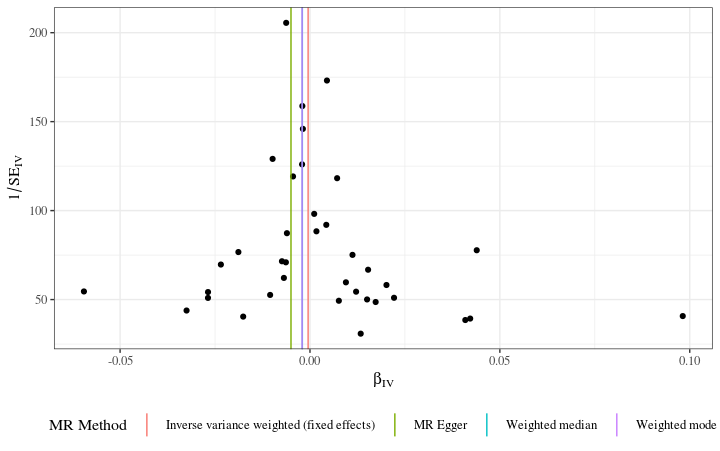 200
150
100
50
1/SE_IV
-0.05 0.00 0.05 0.10
β_IV
MR Method Inverse variance weighted (fixed effects) MR Egger Weighted median Weighted mode